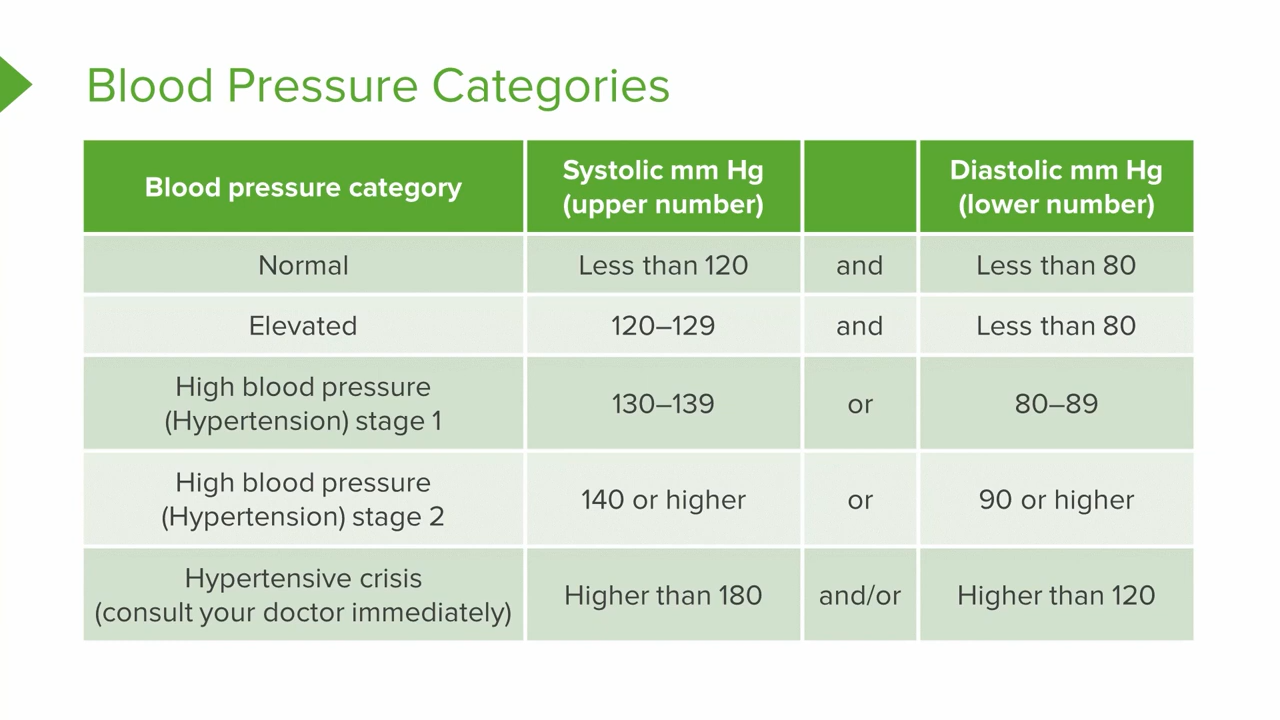 Blood Pressure Categories
Blood pressure category
Systolic mm Hg
(upper number)
Diastolic mm Hg
(lower number)
Normal
Less than 120
and
Less than 80
Elevated
120–129
and
Less than 80
High blood pressure
(Hypertension) stage 1
130–139
or
80–89
High blood pressure
(Hypertension) stage 2
140 or higher
or
90 or higher
Hypertensive crisis
(consult your doctor immediately)
Higher than 180
and/or
Higher than 120